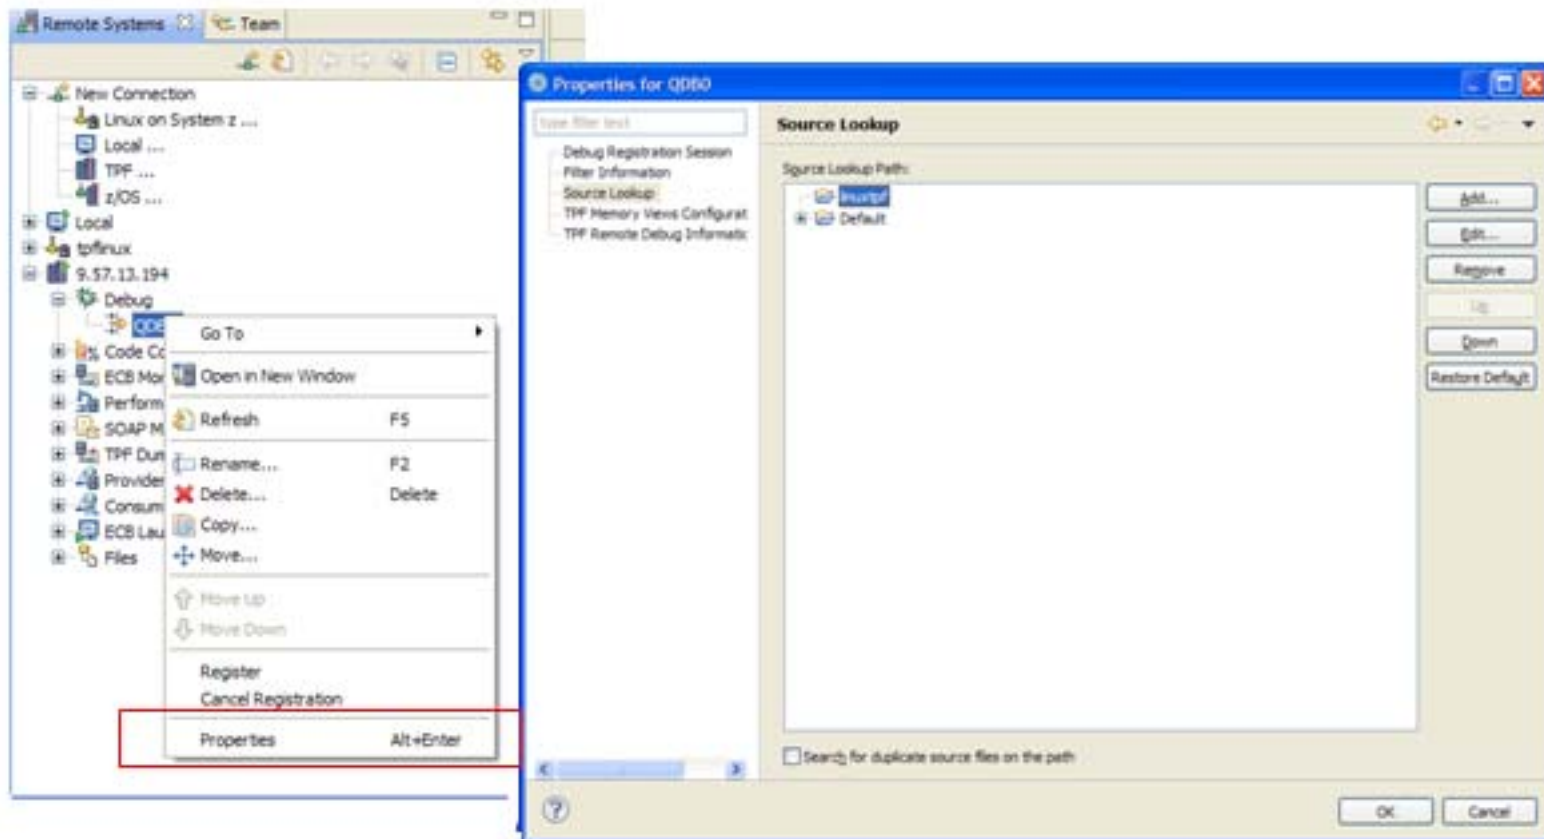 Remote Systems
Team
New Connection
Linux on System z ...
Local ...
TPF ...
z/OS ...
Local
tpflinux
9.57.13.194
Debug
Code Co
ECB Mor
Perform
SOAP M
TPF Dum
Provider
Consum
ECB Lau
Files
Go To
Open in New Window
Refresh F5
Rename... F2
Delete... Delete
Copy...
Move...
Move Up
Move Down
Register
Cancel Registration
Properties Alt+Enter
Properties for QDB0
type filter text
Debug Registration Session
Filter Information
Source Lookup
TPF Memory Views Configurat
TPF Remote Debug Informatic
Source Lookup
Source Lookup Path:
linuxtpf
Default
Add...
Edit...
Remove
Up
Down
Restore Default
Search for duplicate source files on the path
OK
Cancel